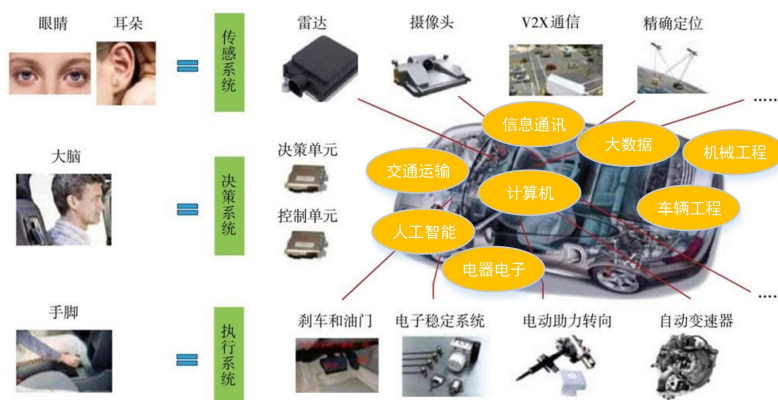 眼睛
耳朵
传感系统
雷达
摄像头
V2X通信
精确定位
……
信息通讯
大数据
机械工程
交通运输
计算机
车辆工程
人工智能
电器电子
大脑
决策系统
决策单元
控制单元
……
手脚
执行系统
刹车和油门
电子稳定系统
电动助力转向
自动变速器